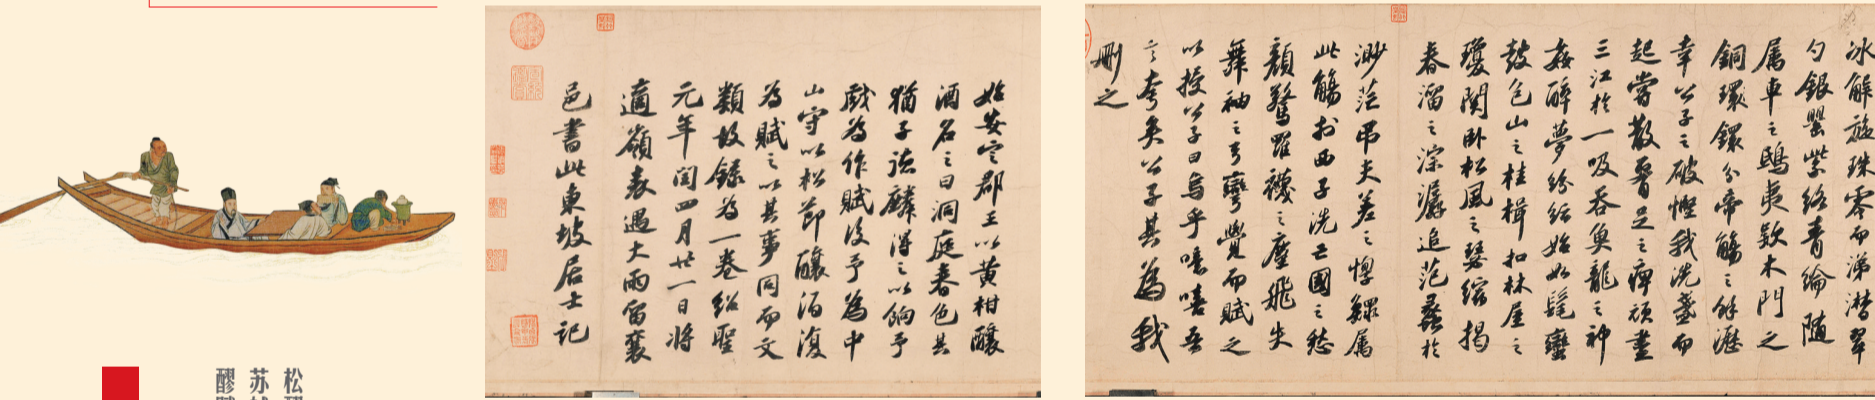 冰解旋珠零而涕潸翠
勺銀罌紫絡青綸隨
屬車之鴟夷款木門之
銅環鏁分帝觴之餘瀝
幸公子之破慳我洗盞而
起嘗散腰足之痹頑盡
三江於一吸吞魚龍之神
姦醉夢紛紜始如髦蠻
鼓包山之桂楫扣林屋之
瓊關卧松風之瑟縮揭
春溜之淙潺追范蠡於
渺茫吊夫差之惸鰥屬
此觴於西子洗亡國之愁
顏驚羅襪之塵飛失
舞袖之弓彎覺而賦之
以授公子曰烏乎噫嘻吾
言夸矣公子其為我
刪之
始安定郡王以黄柑釀
酒名之曰洞庭春色其
猶子德麟得之以餉予
戲為作賦後予為中
山守以松節釀酒復
為賦之以其事同而文
類故錄為一卷紹聖
元年閏四月廿一日將
適嶺表遇大雨留襄
邑書此東坡居士記
松
苏
醪